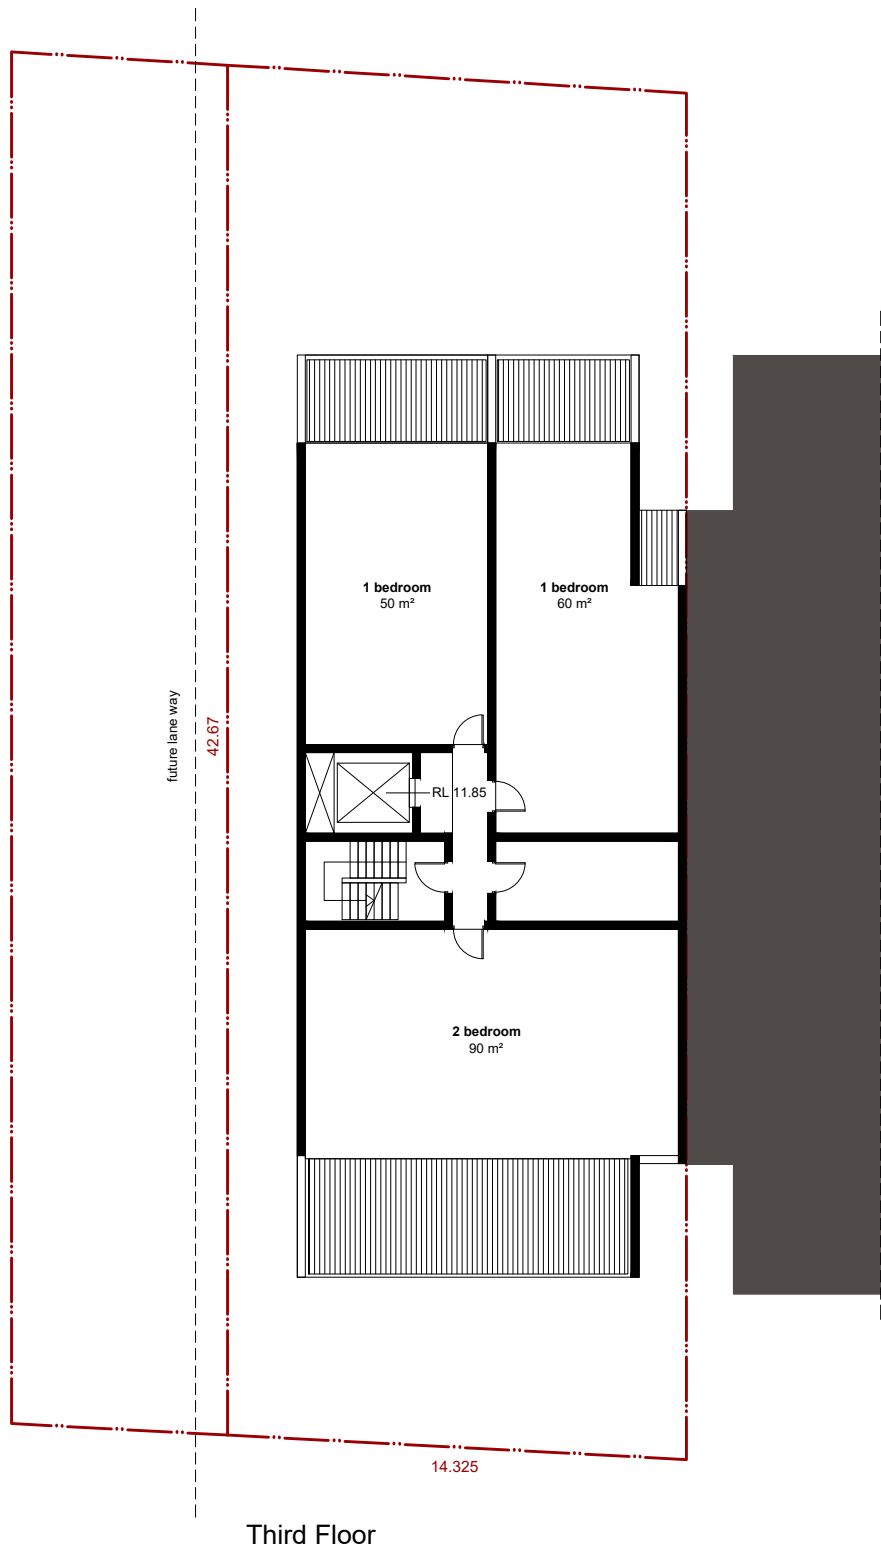 1 bedroom
50 m²
1 bedroom
60 m²
future lane way
42.67
RL 11.85
2 bedroom
90 m²
14.325
Third Floor